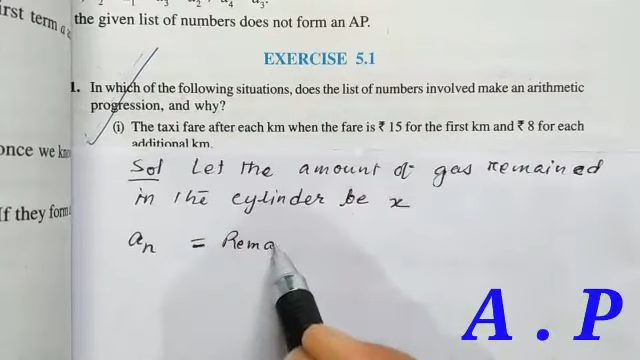 irst term a
the given list of numbers does not form an AP.
EXERCISE 5.1
1. In which of the following situations, does the list of numbers involved make an arithmetic
progression, and why?
(i) The taxi fare after each km when the fare is ₹ 15 for the first km and ₹ 8 for each
additional km.
once we kno
If they form
Sol Let the amount of gas remained
in the cylinder be x
an = Rema
A . P